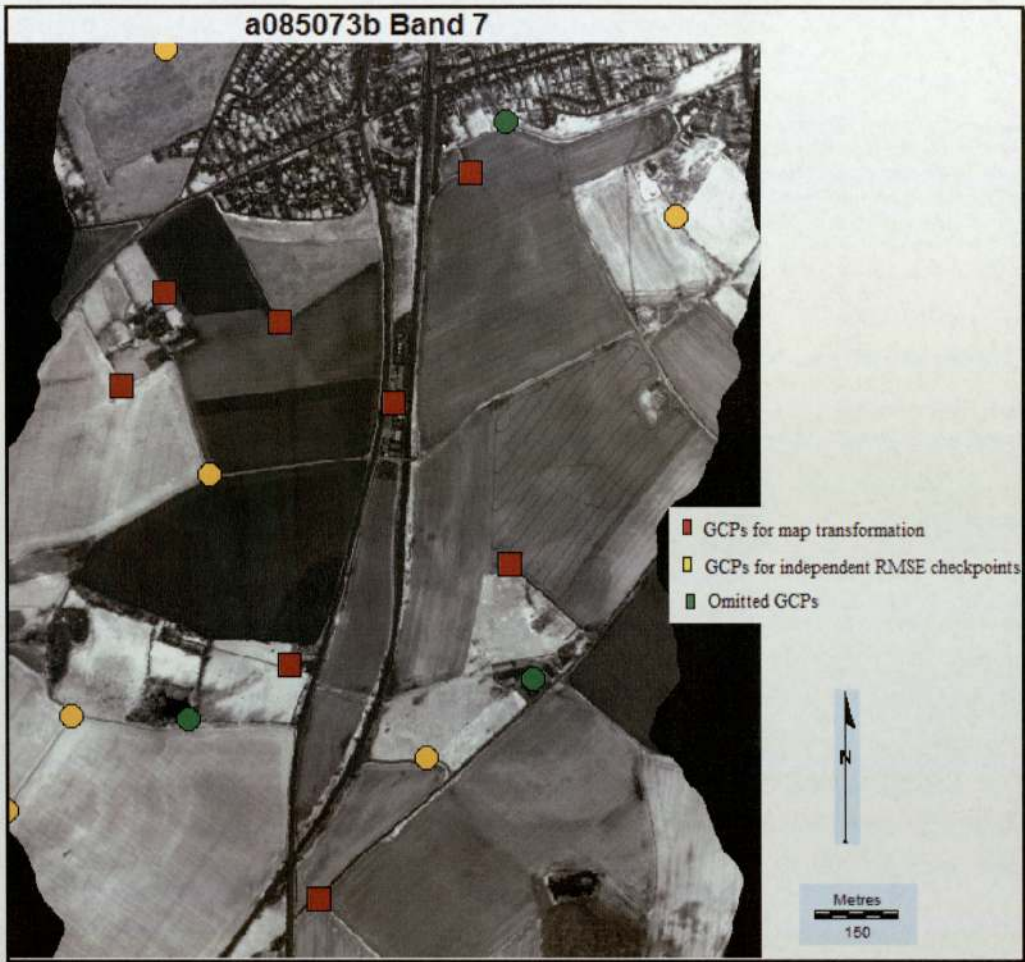 a085073b Band 7
GCPs for map transformation
GCPs for independent RMSE checkpoints
Omitted GCPs
N
Metres
150